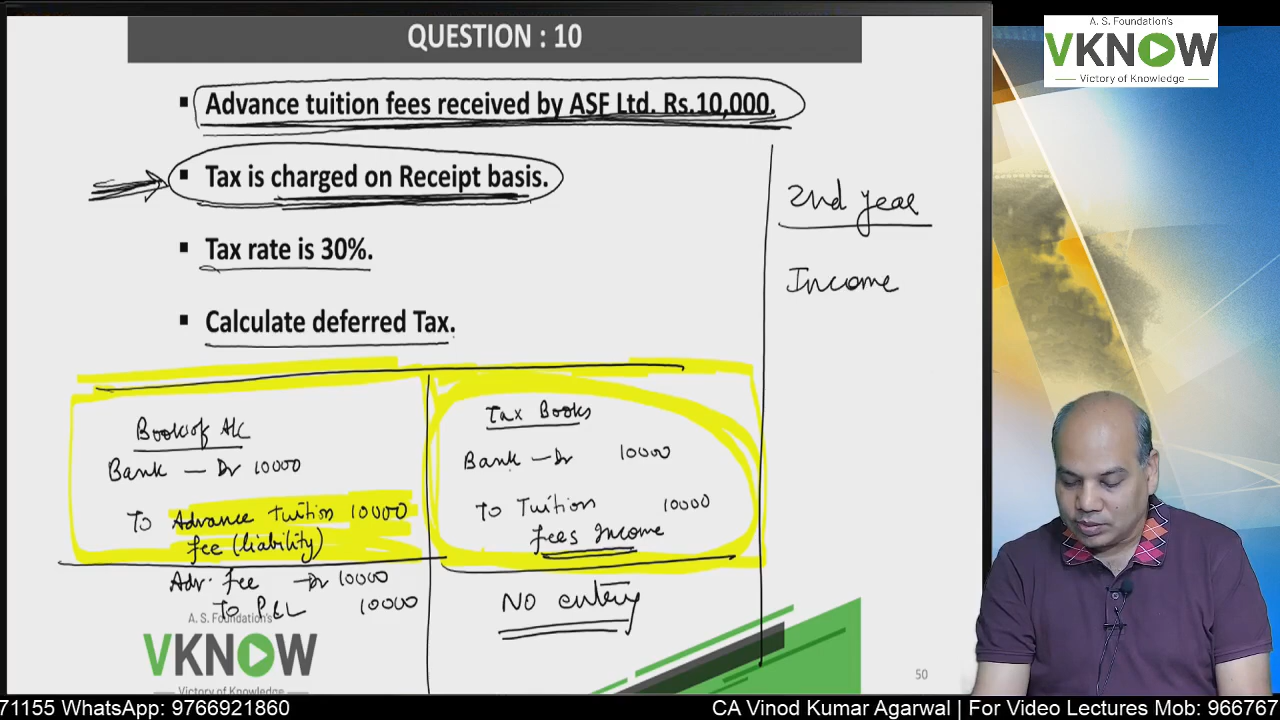 QUESTION : 10
A. S. Foundation's
VKNOW
Victory of Knowledge
▪ Advance tuition fees received by ASF Ltd. Rs.10,000.
▪ Tax is charged on Receipt basis.
▪ Tax rate is 30%.
▪ Calculate deferred Tax.
2nd year
Income
Book of A/c
Bank — Dr 10000
To Advance tuition 10000
fee (liability)
Adv. fee — Dr 10000
To P&L 10000
Tax Books
Bank — Dr 10000
To Tuition 10000
fees Income
NO entry
A. S. Foundation's
VKNOW
Victory of Knowledge
50
71155 WhatsApp: 9766921860
CA Vinod Kumar Agarwal | For Video Lectures Mob: 966767